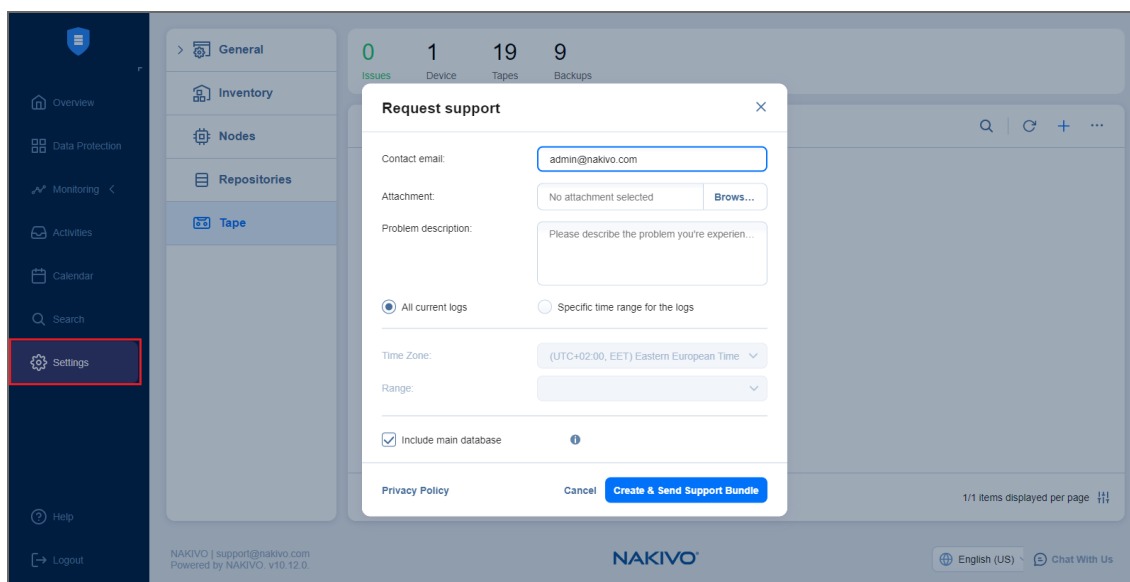 Overview
Data Protection
Monitoring
Activities
Calendar
Search
Settings
Help
Logout
General
Inventory
Nodes
Repositories
Tape
0 1 19 9
Issues Device Tapes Backups
Request support
Contact email: admin@nakivo.com
Attachment: No attachment selected Browse...
Problem description: Please describe the problem you're experien...
All current logs Specific time range for the logs
Time Zone: (UTC+02:00, EET) Eastern European Time
Range:
Include main database
Privacy Policy Cancel Create & Send Support Bundle
1/1 items displayed per page
NAKIVO | support@nakivo.com
Powered by NAKIVO. v10.12.0.
NAKIVO
English (US) Chat With Us